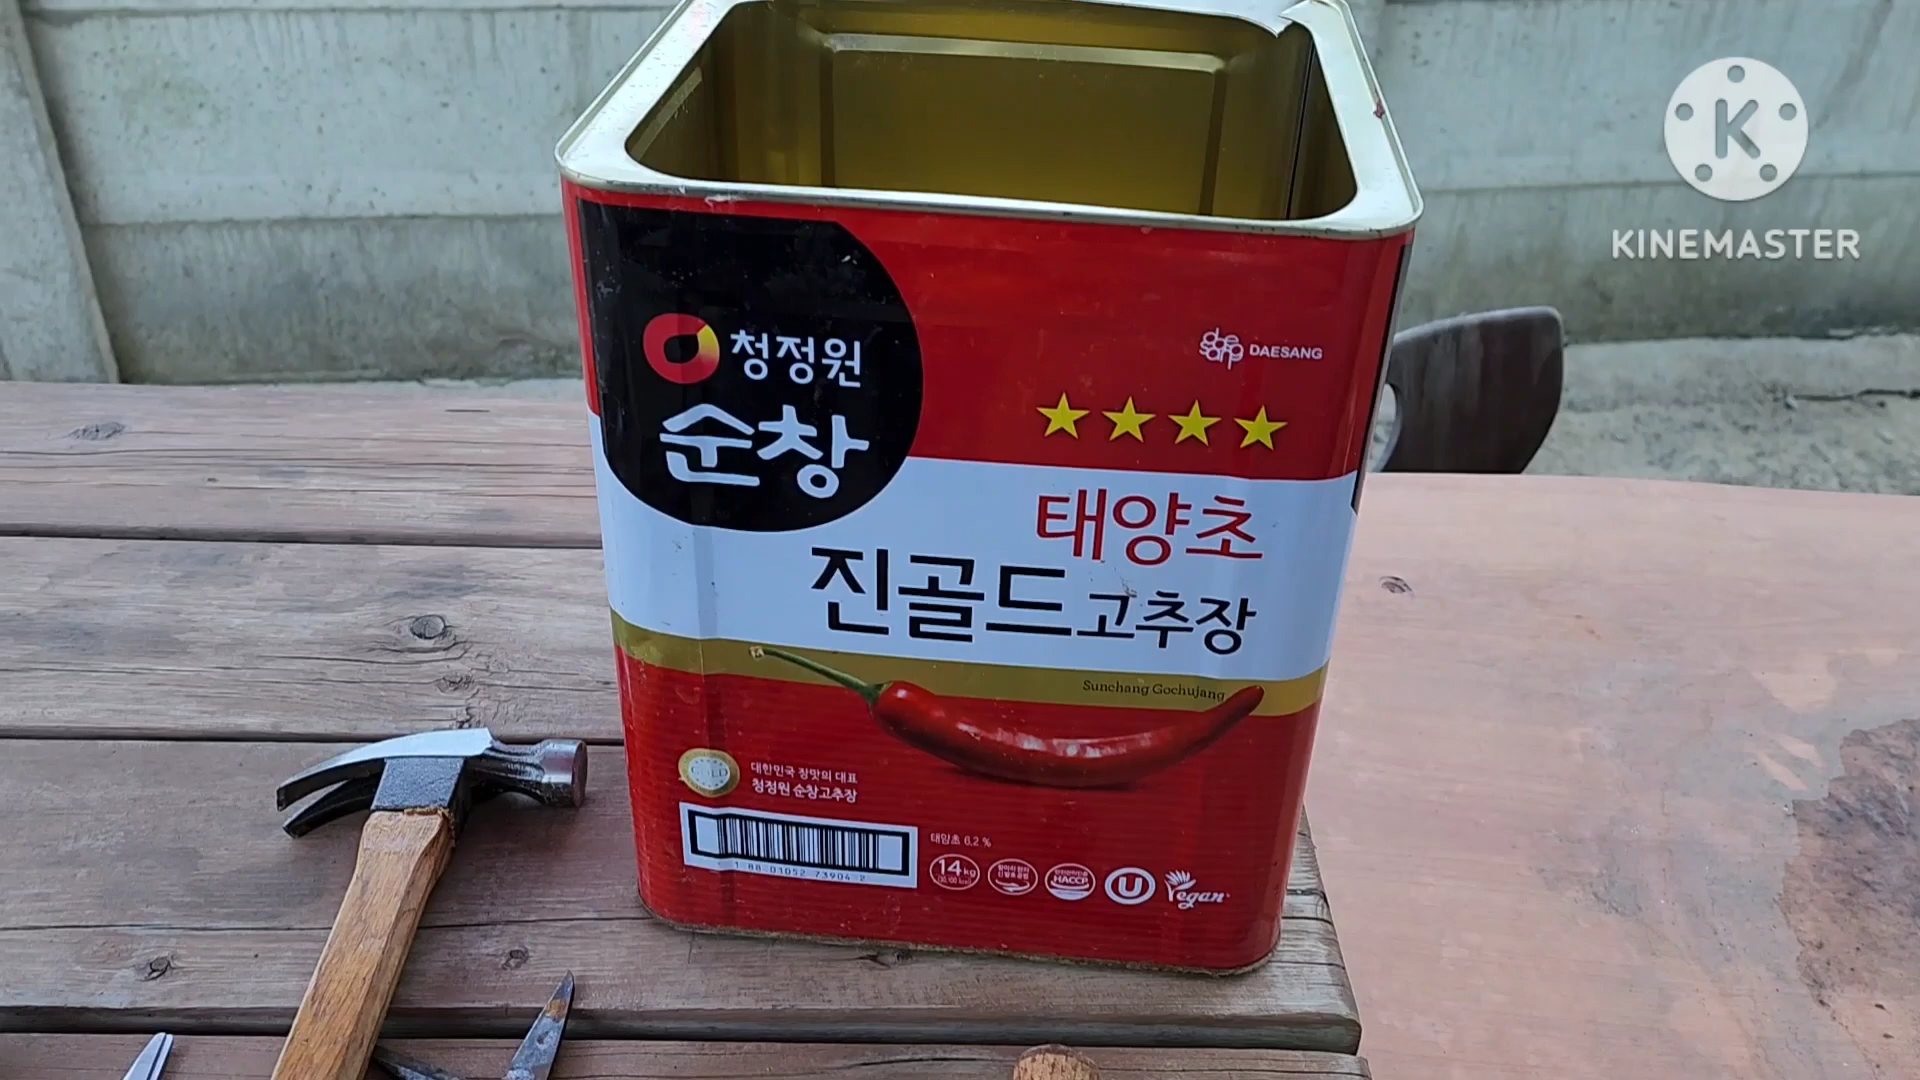 K
KINEMASTER
청정원
순창
daesang DAESANG
태양초
진골드고추장
Sunchang Gochujang
GOLD
대한민국 장맛의 대표
청정원 순창고추장
태양초 6.2 %
14kg
HACCP
U
Vegan